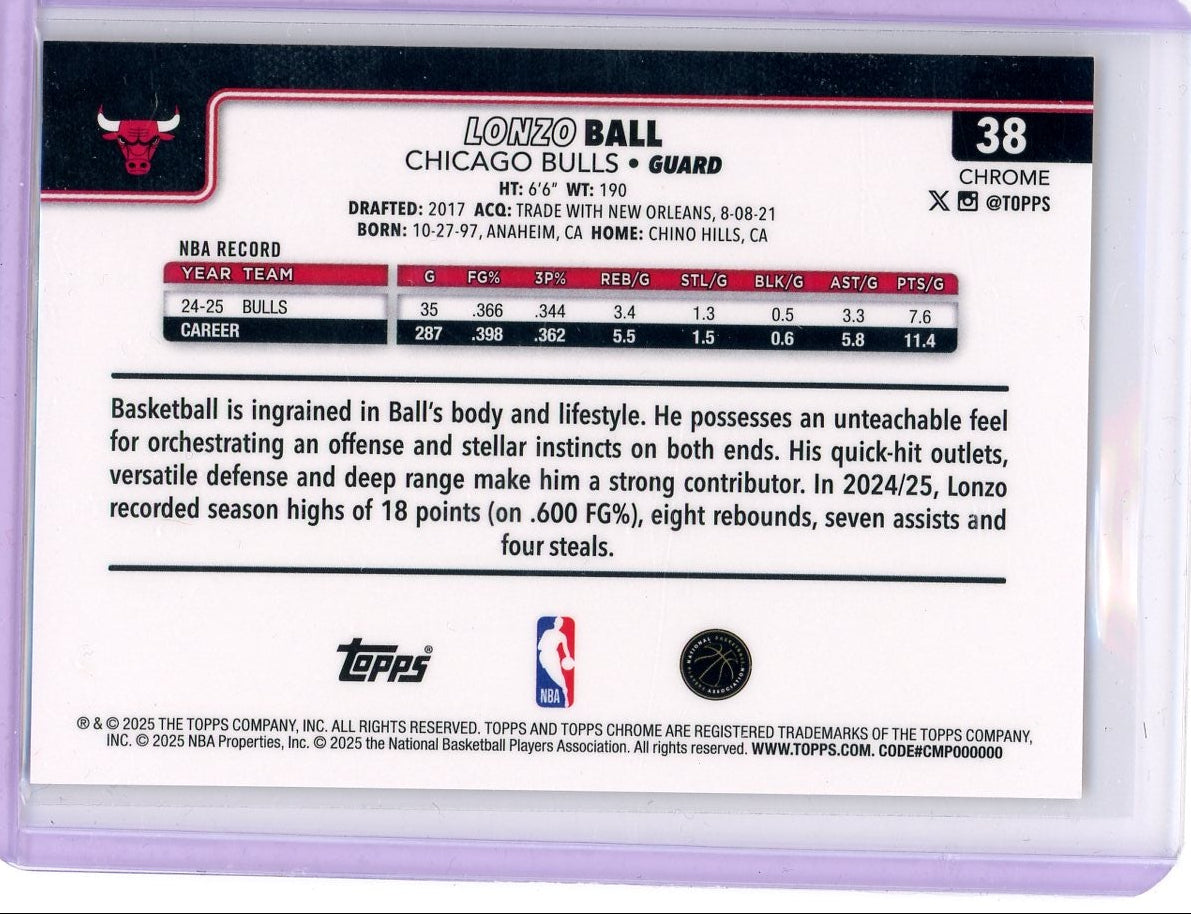 LONZO BALL
CHICAGO BULLS • GUARD
HT: 6'6" WT: 190
DRAFTED: 2017 ACQ: TRADE WITH NEW ORLEANS, 8-08-21
BORN: 10-27-97, ANAHEIM, CA HOME: CHINO HILLS, CA
38
CHROME
@TOPPS
NBA RECORD
YEAR TEAM G FG% 3P% REB/G STL/G BLK/G AST/G PTS/G
24-25 BULLS 35 .366 .344 3.4 1.3 0.5 3.3 7.6
CAREER 287 .398 .362 5.5 1.5 0.6 5.8 11.4
Basketball is ingrained in Ball's body and lifestyle. He possesses an unteachable feel
for orchestrating an offense and stellar instincts on both ends. His quick-hit outlets,
versatile defense and deep range make him a strong contributor. In 2024/25, Lonzo
recorded season highs of 18 points (on .600 FG%), eight rebounds, seven assists and
four steals.
Topps®
NBA
NATIONAL BASKETBALL PLAYERS ASSOCIATION
® & © 2025 THE TOPPS COMPANY, INC. ALL RIGHTS RESERVED. TOPPS AND TOPPS CHROME ARE REGISTERED TRADEMARKS OF THE TOPPS COMPANY,
INC. © 2025 NBA Properties, Inc. © 2025 the National Basketball Players Association. All rights reserved. WWW.TOPPS.COM. CODE#CMP000000